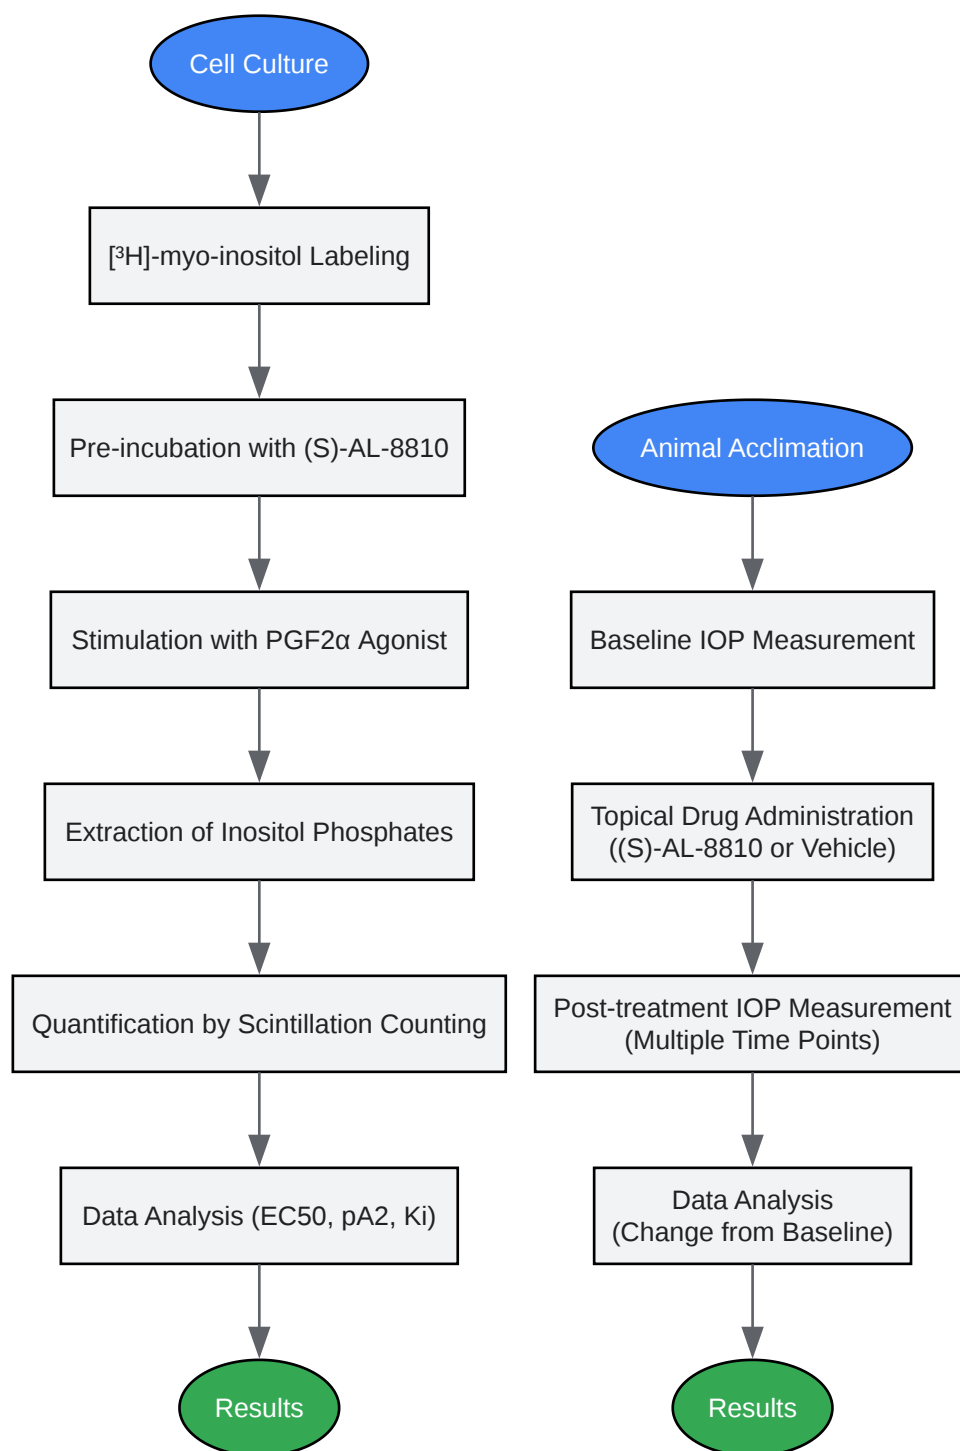 Cell Culture
[³H]-myo-inositol Labeling
Pre-incubation with (S)-AL-8810
Stimulation with PGF2α Agonist
Extraction of Inositol Phosphates
Quantification by Scintillation Counting
Data Analysis (EC50, pA2, Ki)
Results
Animal Acclimation
Baseline IOP Measurement
Topical Drug Administration
((S)-AL-8810 or Vehicle)
Post-treatment IOP Measurement
(Multiple Time Points)
Data Analysis
(Change from Baseline)
Results